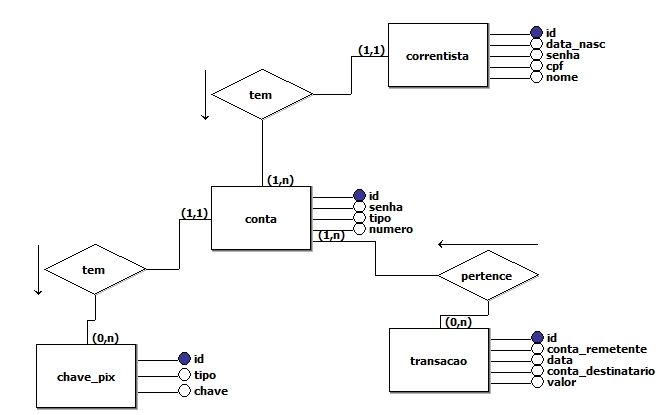 correntista
id
data_nasc
senha
cpf
nome
(1,1)
tem
(1,n)
conta
id
senha
tipo
numero
(1,n)
(1,1)
tem
pertence
(0,n)
chave_pix
id
tipo
chave
(0,n)
transacao
id
conta_remetente
data
conta_destinatario
valor